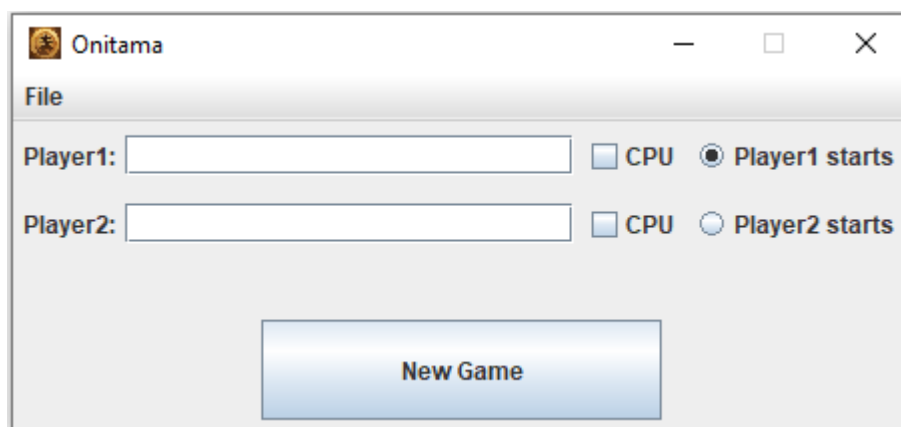 Onitama
File
Player1: CPU Player1 starts
Player2: CPU Player2 starts
New Game